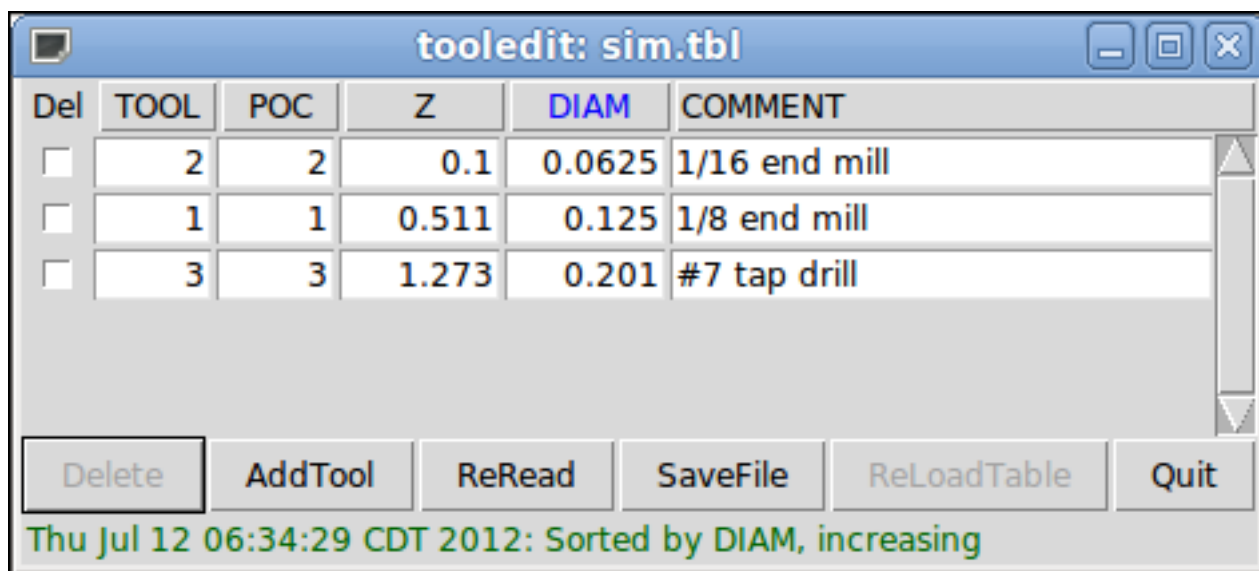 tooledit: sim.tbl
Del TOOL POC Z DIAM COMMENT
2 2 0.1 0.0625 1/16 end mill
1 1 0.511 0.125 1/8 end mill
3 3 1.273 0.201 #7 tap drill
Delete AddTool ReRead SaveFile ReLoadTable Quit
Thu Jul 12 06:34:29 CDT 2012: Sorted by DIAM, increasing